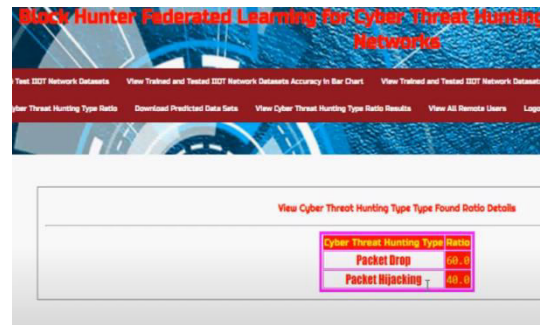 Block Hunter Federated Learning for Cyber Threat Hunting
Networks
Test IIOT Network Datasets View Trained and Tested IIOT Network Datasets Accuracy in Bar Chart View Trained and Tested IIOT Network Datasets
Cyber Threat Hunting Type Ratio Download Predicted Data Sets View Cyber Threat Hunting Type Ratio Results View All Remote Users Logo
View Cyber Threat Hunting Type Type Found Ratio Details
Cyber Threat Hunting Type Ratio
Packet Drop 60.0
Packet Hijacking 40.0